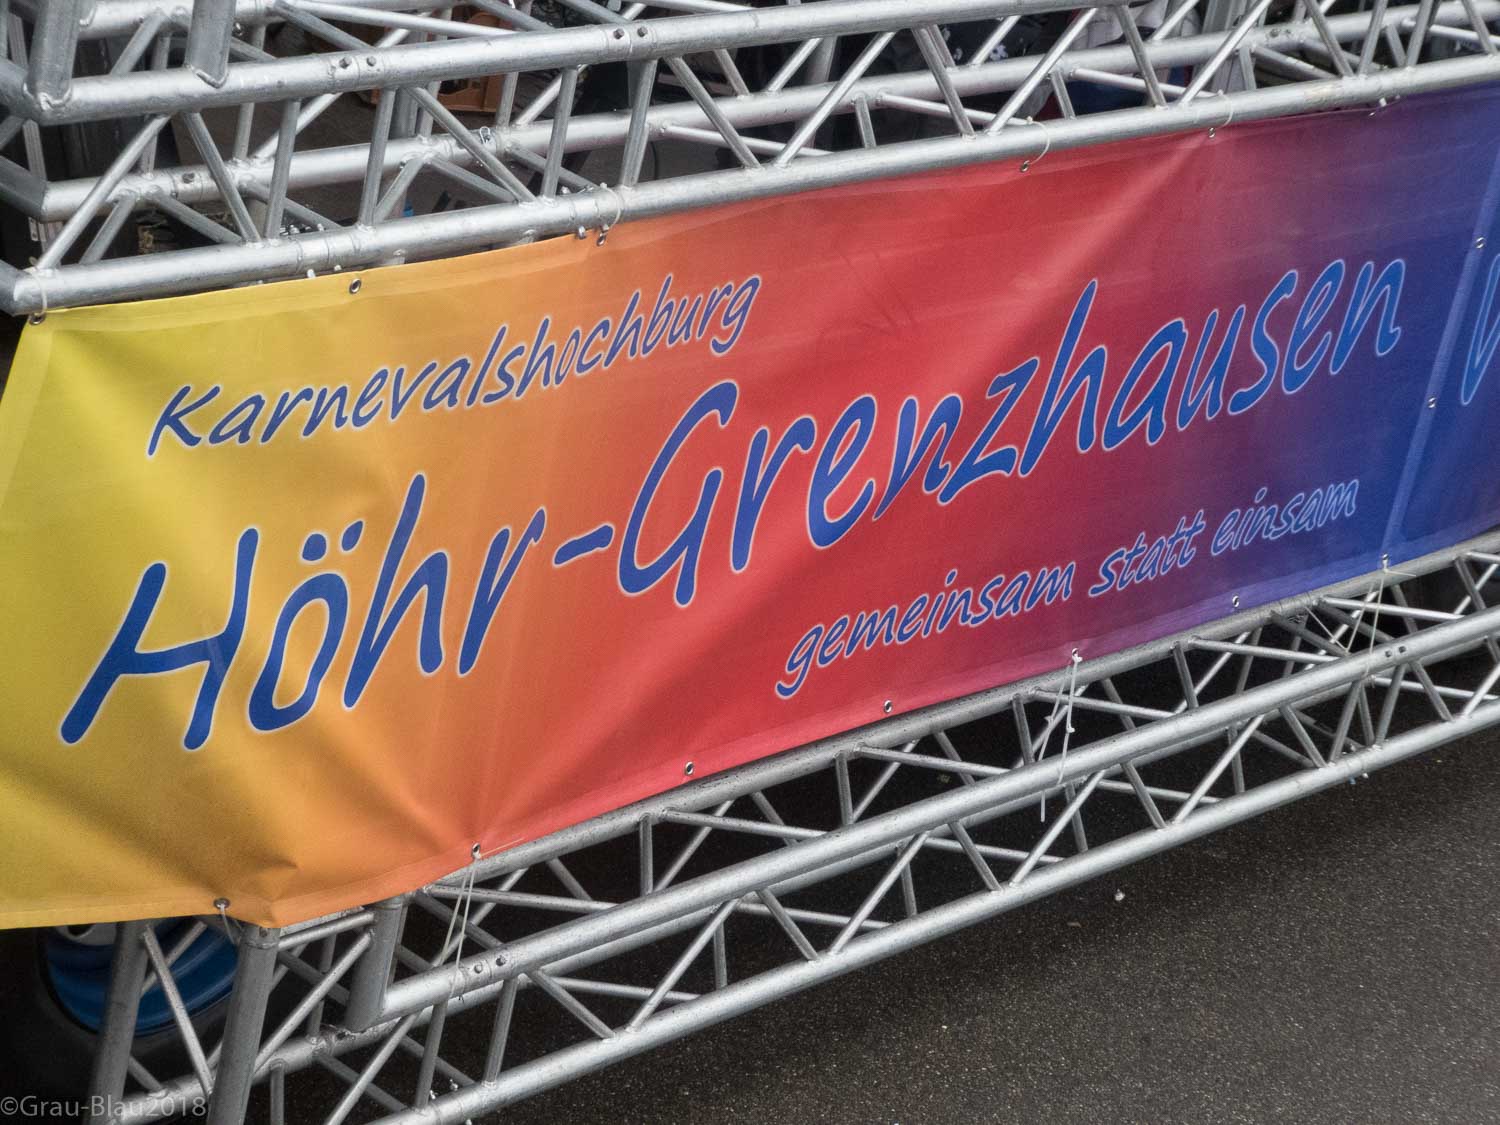 Karnevalshochburg
Höhr-Grenzhausen
gemeinsam statt einsam
©Grau-Blau2018